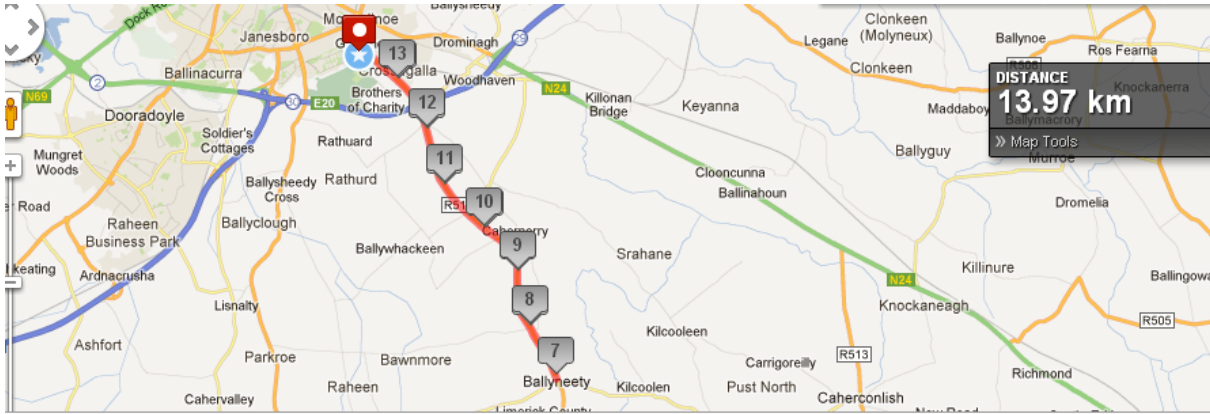 Ballysheedy
Dock Road
Clonkeen
(Molyneux)
Janesboro
Drominagh
29
Legane
Ballynoe
Ros Fearna
13
Ballinacurra
Woodhaven
Clonkeen
R506
DISTANCE
13.97 km
Knockanerra
2
30
E20
Brothers
of Charity
12
N24
N69
Dooradoyle
Killonan
Bridge
Keyanna
Maddaboy
Ballymacrory
Soldier's
Cottages
Rathuard
» Map Tools
Murroe
Mungret
Woods
11
Ballyguy
Ballysheedy
Cross
Rathurd
Clooncunna
Ballinahoun
Dromelia
10
Raheen
Business Park
Ballyclough
Ballywhackeen
9
Srahane
Killinure
Ardnacrusha
N24
Ballingowa
Lisnalty
8
Knockaneagh
R505
Kilcooleen
Ashfort
Parkroe
Bawnmore
7
Carrigoreilly
R513
Richmond
Raheen
Ballyneety
Kilcoolen
Pust North
Cahervalley
Caherconlish
Limerick County
New Road